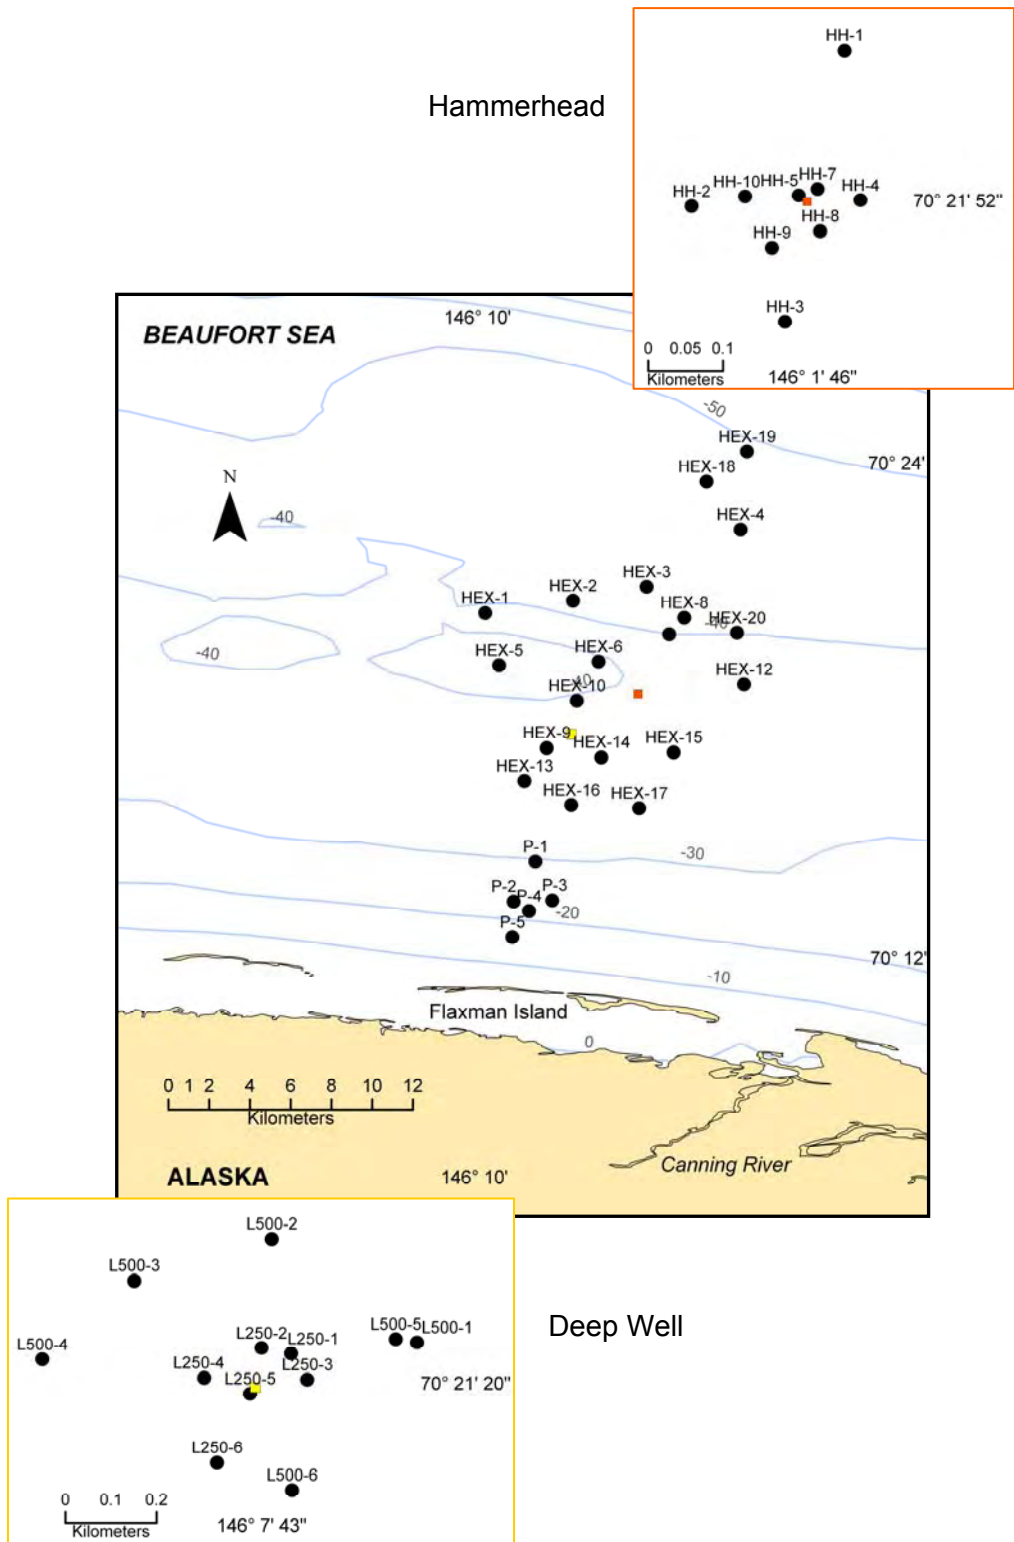 Hammerhead
HH-1
HH-10
HH-5
HH-7
HH-2
HH-4
70° 21' 52"
HH-8
HH-9
HH-3
0 0.05 0.1
Kilometers
146° 1' 46"
BEAUFORT SEA
146° 10'
-50
HEX-19
70° 24'
HEX-18
N
-40
HEX-4
HEX-3
HEX-2
HEX-1
HEX-8
HEX-20
-40
HEX-5
-40
HEX-6
-40
HEX-10
HEX-12
HEX-9
HEX-14
HEX-15
HEX-13
HEX-16
HEX-17
P-1
-30
P-2
P-4
P-3
-20
P-5
70° 12'
-10
Flaxman Island
0
0 1 2 4 6 8 10 12
Kilometers
ALASKA
146° 10'
Canning River
L500-2
L500-3
L500-4
L250-2
L250-1
L500-5
L500-1
L250-4
L250-5
L250-3
70° 21' 20"
L250-6
L500-6
0 0.1 0.2
Kilometers
146° 7' 43"
Deep Well